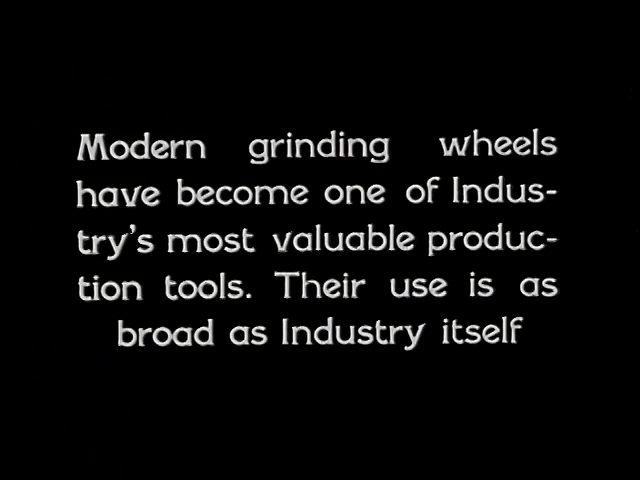 Modern grinding wheels
have become one of Indus-
try's most valuable produc-
tion tools. Their use is as
broad as Industry itself